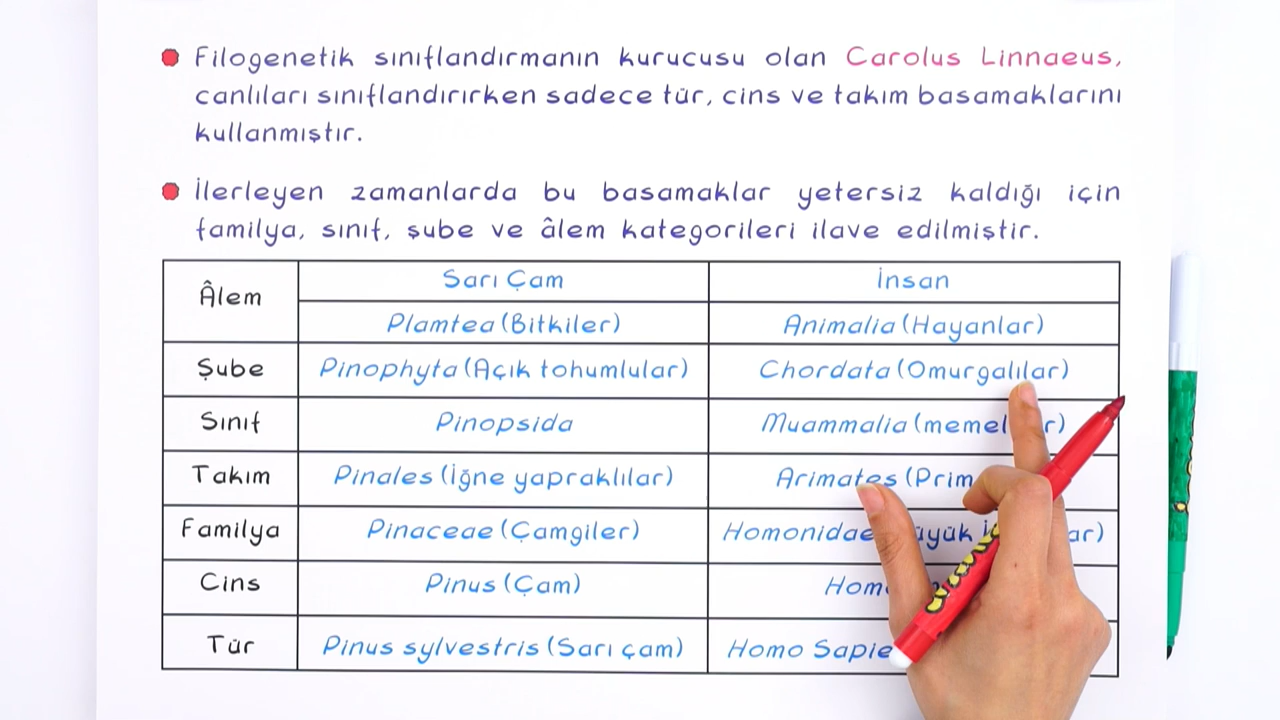 Filogenetik sınıflandırmanın kurucusu olan Carolus Linnaeus,
canlıları sınıflandırırken sadece tür, cins ve takım basamaklarını
kullanmıştır.
İlerleyen zamanlarda bu basamaklar yetersiz kaldığı için
familya, sınıf, şube ve âlem kategorileri ilave edilmiştir.
Âlem Sarı Çam İnsan
Plamtea (Bitkiler) Animalia (Hayanlar)
Şube Pinophyta (Açık tohumlular) Chordata (Omurgalılar)
Sınıf Pinopsida Muammalia
Takım Pinales (İğne yapraklılar) Arimates
Familya Pinaceae (Çamgiler) Homonidae
Cins Pinus (Çam)
Tür Pinus sylvestris (Sarı çam) Homo